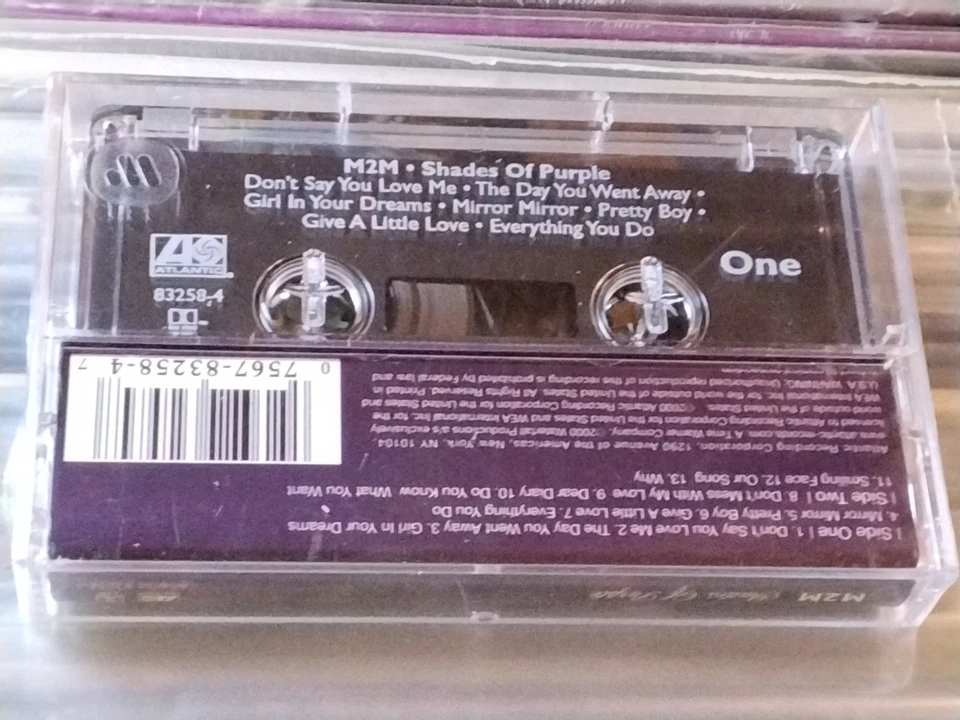 M2M • Shades Of Purple
Don't Say You Love Me • The Day You Went Away •
Girl In Your Dreams • Mirror Mirror • Pretty Boy •
Give A Little Love • Everything You Do
ATLANTIC
One
83258-4
| Side One | 1. Don't Say You Love Me 2. The Day You Went Away 3. Girl In Your Dreams
4. Mirror Mirror 5. Pretty Boy 6. Give A Little Love 7. Everything You Do
| Side Two | 8. Don't Mess With My Love 9. Dear Diary 10. Do You Know What You Want
11. Smiling Face 12. Our Song 13. Why
Atlantic Recording Corporation, 1290 Avenue of the Americas, New York, NY 10104.
www.atlantic-records.com. A Time Warner Company. 2000 Waterfall Productions a/s exclusively
licensed to Atlantic Recording Corporation for the United States and WEA International Inc. for the
world outside of the United States. 2000 Atlantic Recording Corporation for the United States and
WEA International Inc. for the world outside of the United States. All Rights Reserved. Printed in
U.S.A. Unauthorized reproduction of this recording is prohibited by Federal law and
0 7567-83258-4 7
M2M Shades Of Purple